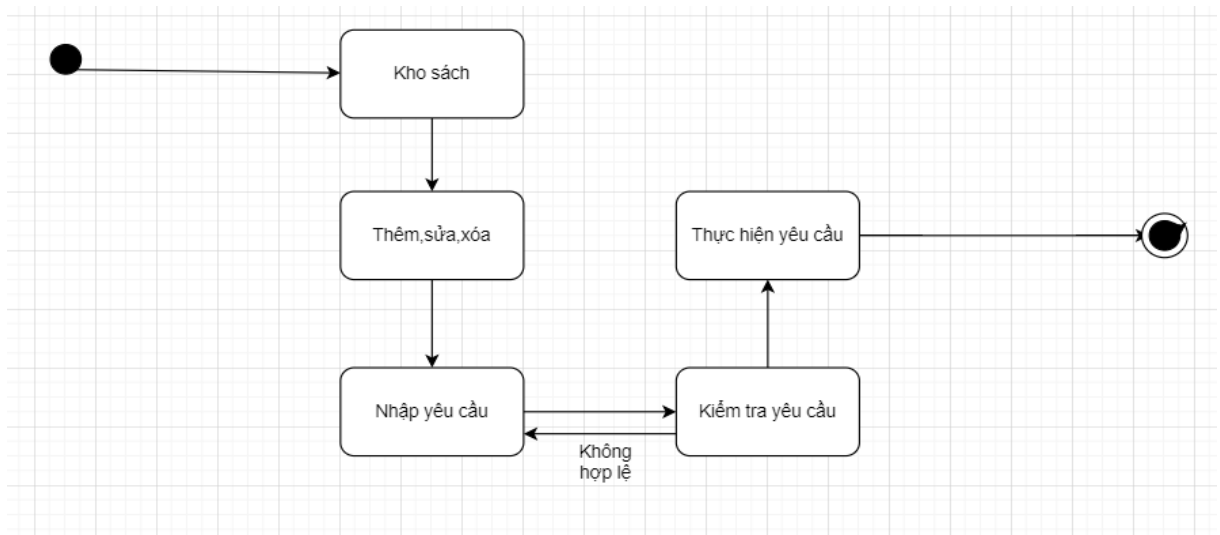 Kho sách
Thêm,sửa,xóa
Thực hiện yêu cầu
Nhập yêu cầu
Kiểm tra yêu cầu
Không
hợp lệ